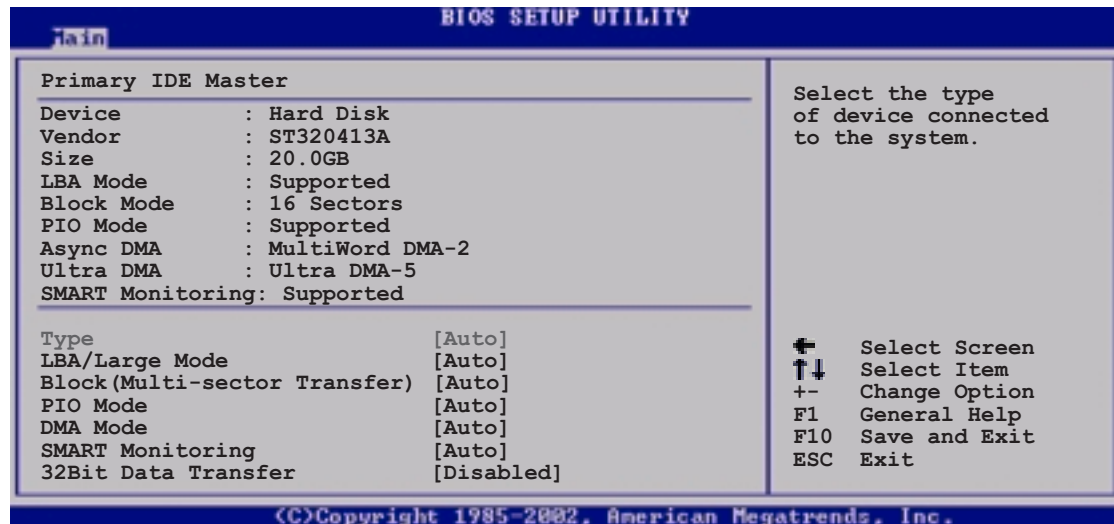 BIOS SETUP UTILITY
Main
Primary IDE Master
Device : Hard Disk
Vendor : ST320413A
Size : 20.0GB
LBA Mode : Supported
Block Mode : 16 Sectors
PIO Mode : Supported
Async DMA : MultiWord DMA-2
Ultra DMA : Ultra DMA-5
SMART Monitoring: Supported
Type [Auto]
LBA/Large Mode [Auto]
Block(Multi-sector Transfer) [Auto]
PIO Mode [Auto]
DMA Mode [Auto]
SMART Monitoring [Auto]
32Bit Data Transfer [Disabled]
Select the type
of device connected
to the system.
← Select Screen
↑↓ Select Item
+- Change Option
F1 General Help
F10 Save and Exit
ESC Exit
(C)Copyright 1985-2002, American Megatrends, Inc.